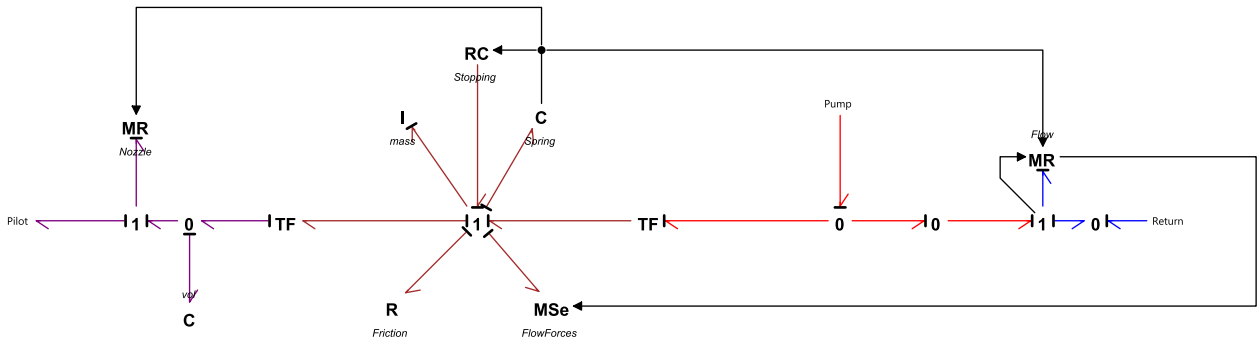 RC
Stopping
Pump
I
mass
C
Spring
MR
Nozzle
Flow
MR
Pilot
1
0
TF
1
TF
0
0
1
0
Return
vol
C
R
Friction
MSe
FlowForces